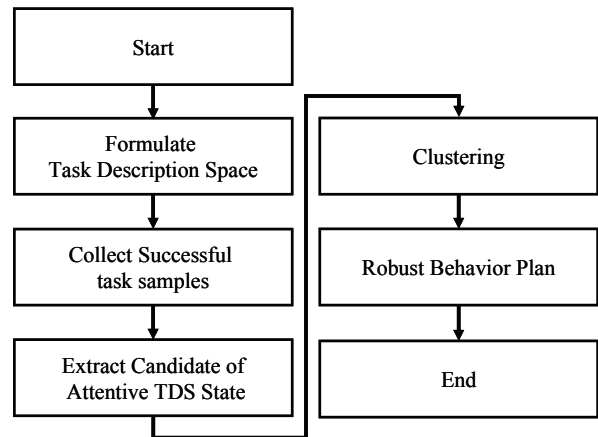 Start
Formulate
Task Description Space
Collect Successful
task samples
Extract Candidate of
Attentive TDS State
Clustering
Robust Behavior Plan
End